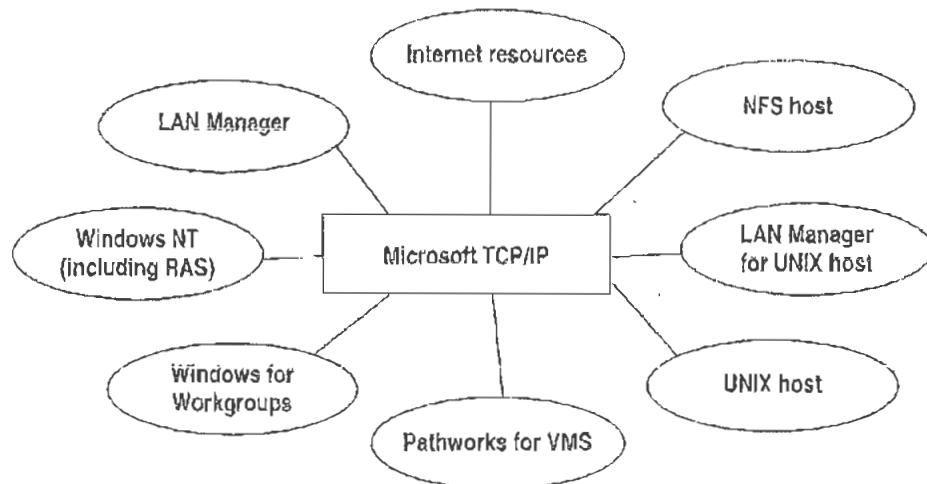 Internet resources
LAN Manager
NFS host
Windows NT
(including RAS)
Microsoft TCP/IP
LAN Manager
for UNIX host
Windows for
Workgroups
UNIX host
Pathworks for VMS